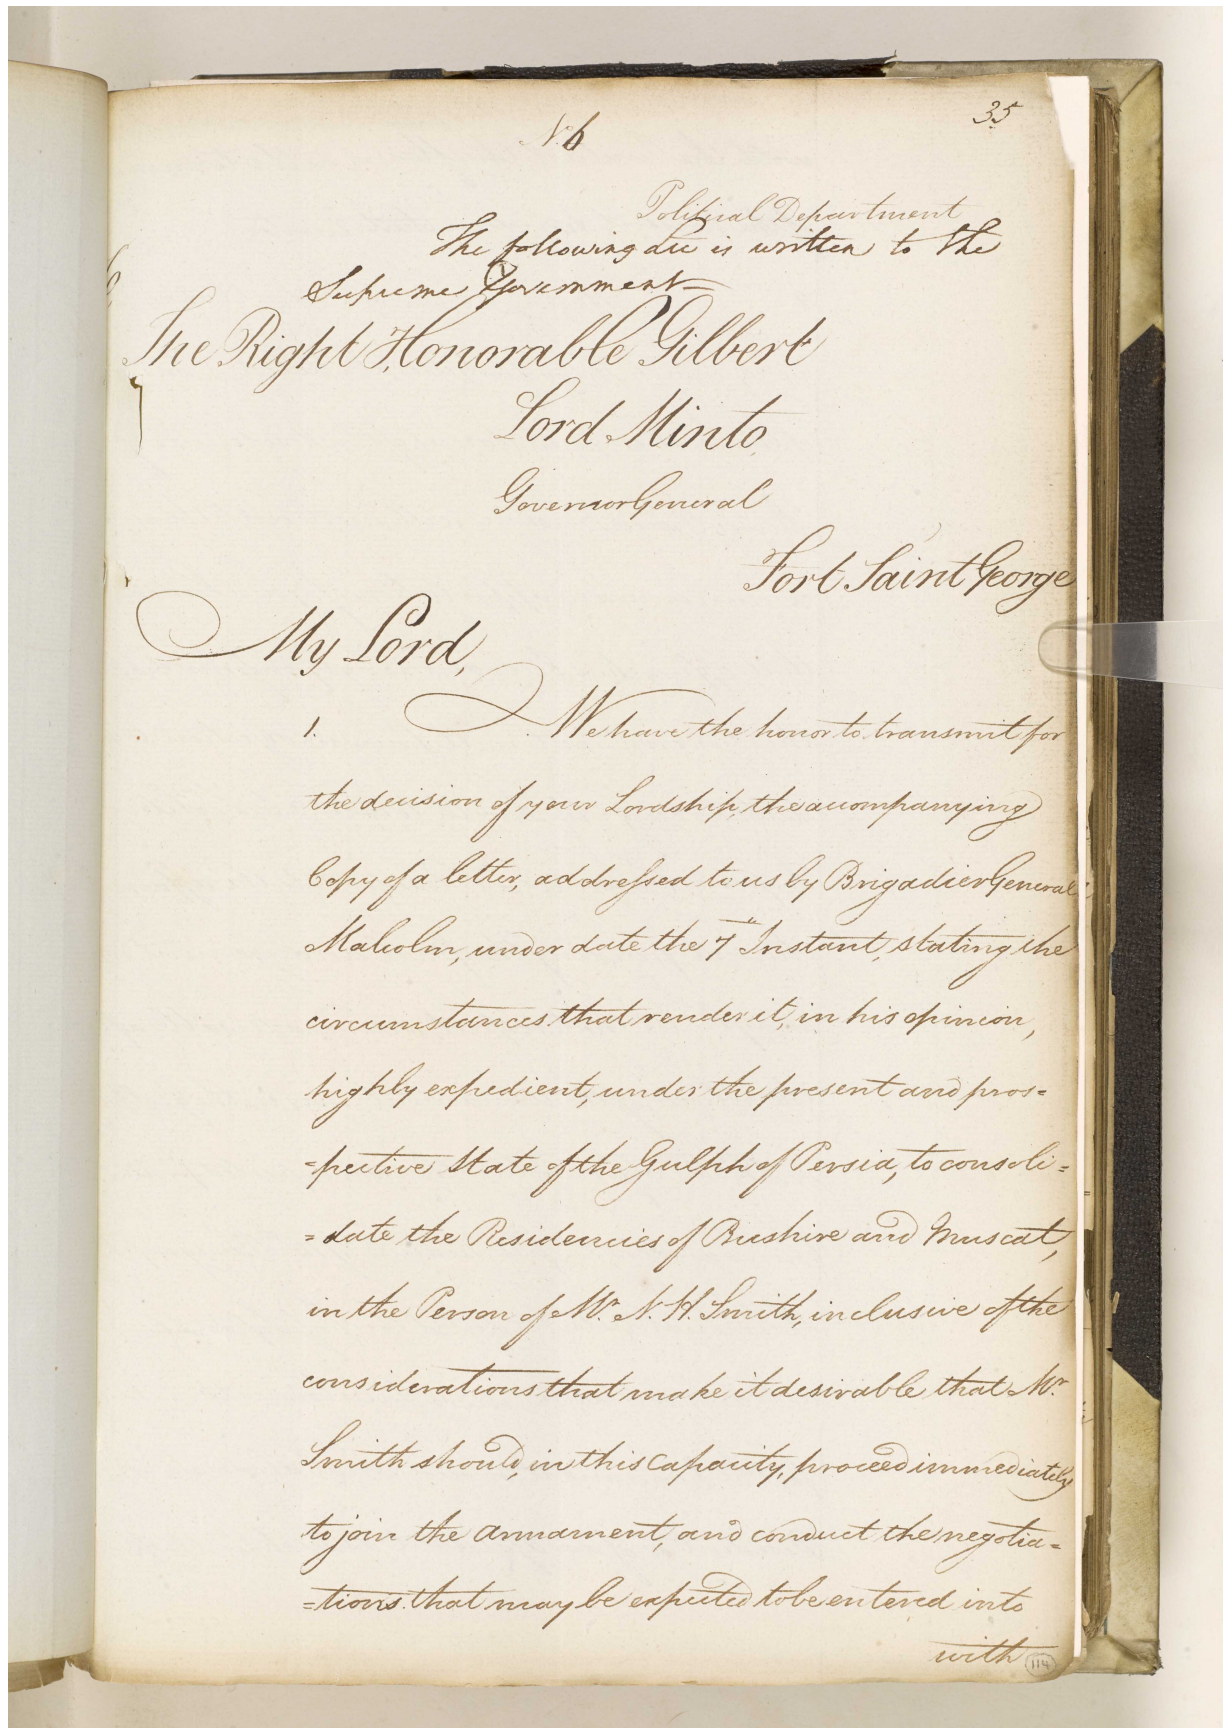 35
No. 6
Political Department
The following Lre is written to the
Supreme Government
The Right Honorable Gilbert
Lord Minto
Governor General
Fort Saint George
My Lord,
1. We have the honor to transmit for
the decision of your Lordship, the accompanying
Copy of a letter, addressed to us by Brigadier General
Malcolm, under date the 7th Instant, stating the
circumstances that render it, in his opinion,
highly expedient, under the present and pros=
=pective State of the Gulph of Persia, to consoli=
=date the Residencies of Bushire and Muscat,
in the Person of Mr. N. H. Smith, inclusive of the
considerations that make it desirable that Mr.
Smith should, in this Capacity, proceed immediately
to join the armament, and conduct the negotia=
=tions that may be expected to be entered into
with
114